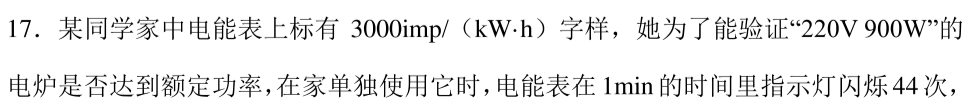 17．某同学家中电能表上标有 3000imp/（kW·h）字样，她为了能验证“220V 900W”的
电炉是否达到额定功率，在家单独使用它时，电能表在 1min 的时间里指示灯闪烁 44 次，